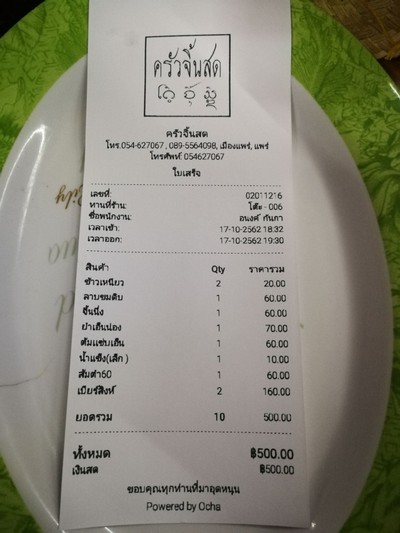 ครัวจิ้นสด
ครัวจิ้นสด
โทร.054-627067 , 089-5564098, เมืองแพร่, แพร่
โทรศัพท์: 054627067
ใบเสร็จ
เลขที่: 02011216
ทานที่ร้าน: โต๊ะ - 006
ชื่อพนักงาน: อนงค์ กันกา
เวลาเข้า: 17-10-2562 18:32
เวลาออก: 17-10-2562 19:30
สินค้า Qty ราคารวม
ข้าวเหนียว 2 20.00
ลาบขมดิบ 1 60.00
จิ้นนึ่ง 1 60.00
ยำเอ็นน่อง 1 70.00
ต้มแซ่บเอ็น 1 60.00
น้ำแข็ง(เล็ก ) 1 10.00
ส้มตำ60 1 60.00
เบียร์สิงห์ 2 160.00
ยอดรวม 10 500.00
ทั้งหมด ฿500.00
เงินสด ฿500.00
ขอบคุณทุกท่านที่มาอุดหนุน
Powered by Ocha